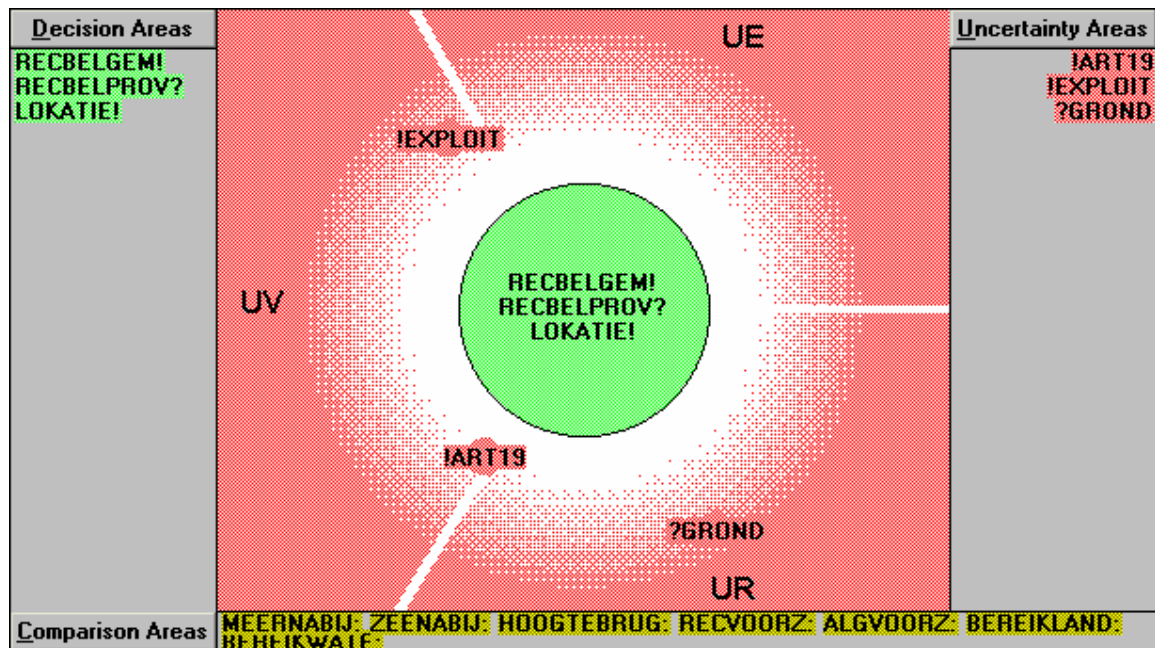 Decision Areas
RECBELGEM!
RECBELPROV?
LOKATIE!
UE
Uncertainty Areas
!ART19
!EXPLOIT
?GROND
!EXPLOIT
RECBELGEM!
RECBELPROV?
LOKATIE!
UV
!ART19
?GROND
UR
Comparison Areas
MEERNABIJ: ZEENABIJ: HOOGTEBRUG: RECVOORZ: ALGVOORZ: BEREIKLAND: